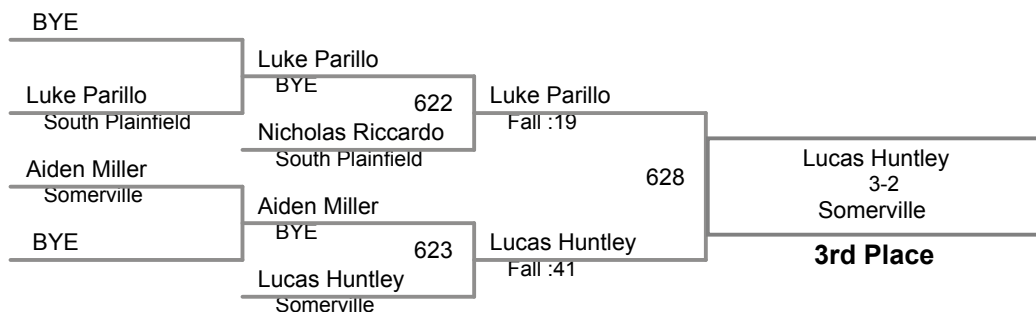 BYE
Luke Parillo
South Plainfield
Aiden Miller
Somerville
BYE
Luke Parillo
BYE
622
Nicholas Riccardo
South Plainfield
Aiden Miller
BYE
623
Lucas Huntley
Somerville
Luke Parillo
Fall :19
628
Lucas Huntley
Fall :41
Lucas Huntley
3-2
Somerville
3rd Place